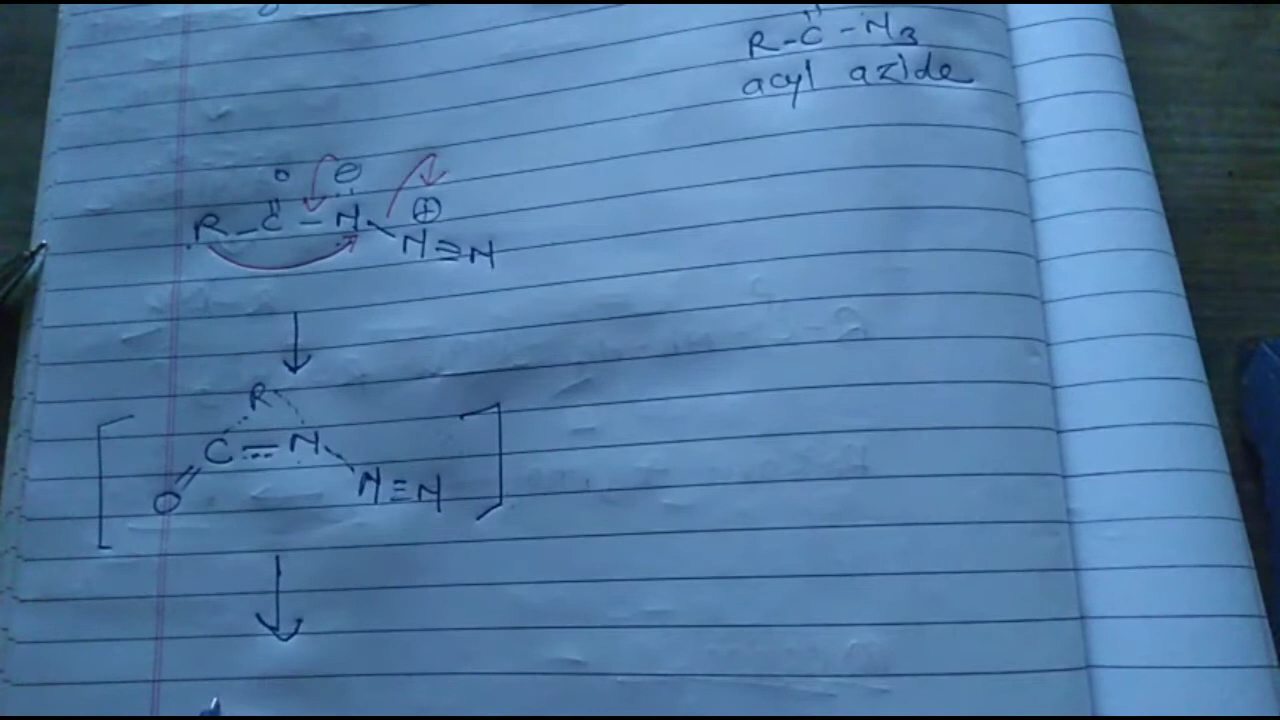 R-C-N3
acyl azide
O ⊖
R-C-N ⊕
N≡N
R
C=N
O N≡N